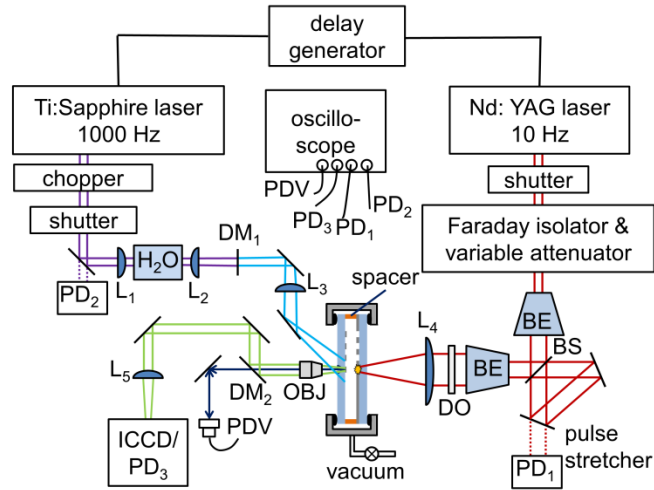 delay
generator
Ti:Sapphire laser
1000 Hz
oscillo-
scope
Nd: YAG laser
10 Hz
chopper
shutter
PDV
PD₃
PD₁
PD₂
shutter
Faraday isolator &
variable attenuator
DM₁
H₂O
L₁
L₂
PD₂
L₃
spacer
L₄
BE
BS
BE
L₅
DM₂
OBJ
DO
ICCD/
PD₃
PDV
vacuum
pulse
stretcher
PD₁